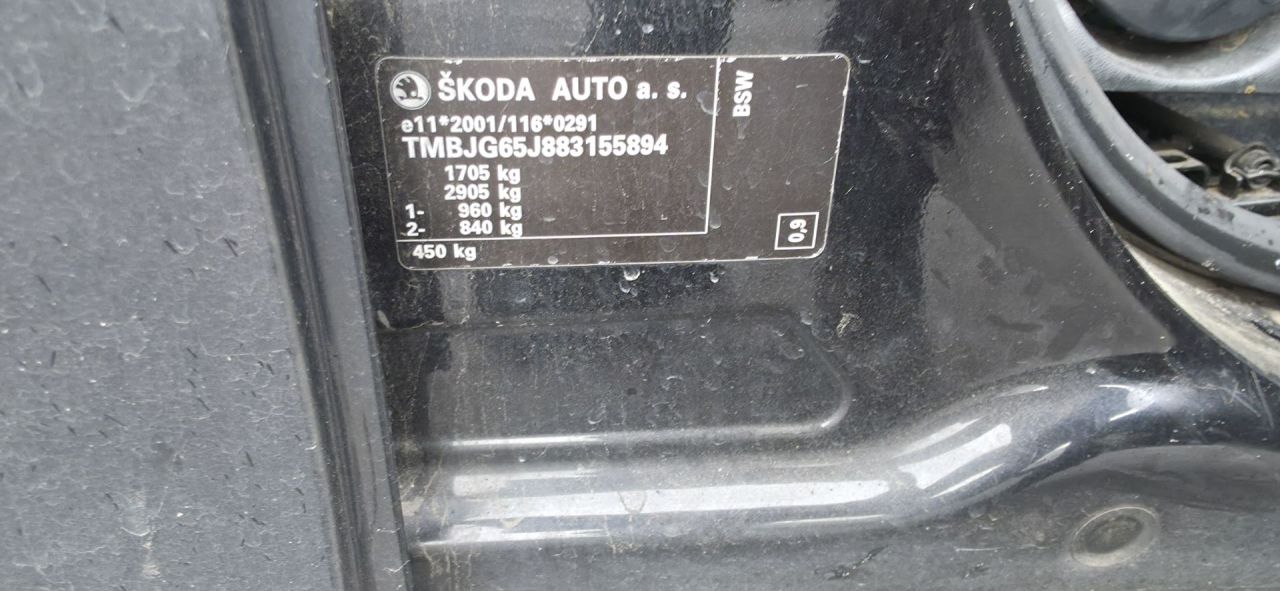 ŠKODA AUTO a. s.
e11*2001/116*0291
TMBJG65J883155894
1705 kg
2905 kg
1- 960 kg
2- 840 kg
450 kg
BSW
0,9